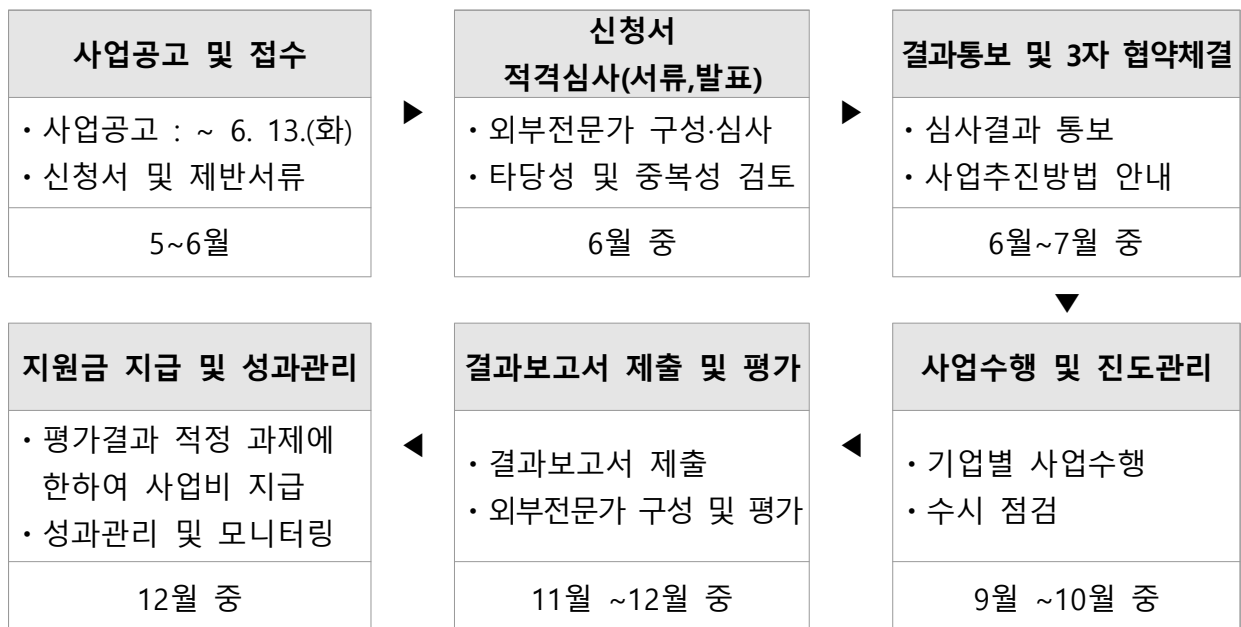 사업공고 및 접수
・사업공고 : ~ 6. 13.(화)
・신청서 및 제반서류
5~6월
▶
신청서
적격심사(서류,발표)
・외부전문가 구성·심사
・타당성 및 중복성 검토
6월 중
▶
결과통보 및 3자 협약체결
・심사결과 통보
・사업추진방법 안내
6월~7월 중
▼
사업수행 및 진도관리
・기업별 사업수행
・수시 점검
9월 ~10월 중
◀
결과보고서 제출 및 평가
・결과보고서 제출
・외부전문가 구성 및 평가
11월 ~12월 중
◀
지원금 지급 및 성과관리
・평가결과 적정 과제에
한하여 사업비 지급
・성과관리 및 모니터링
12월 중